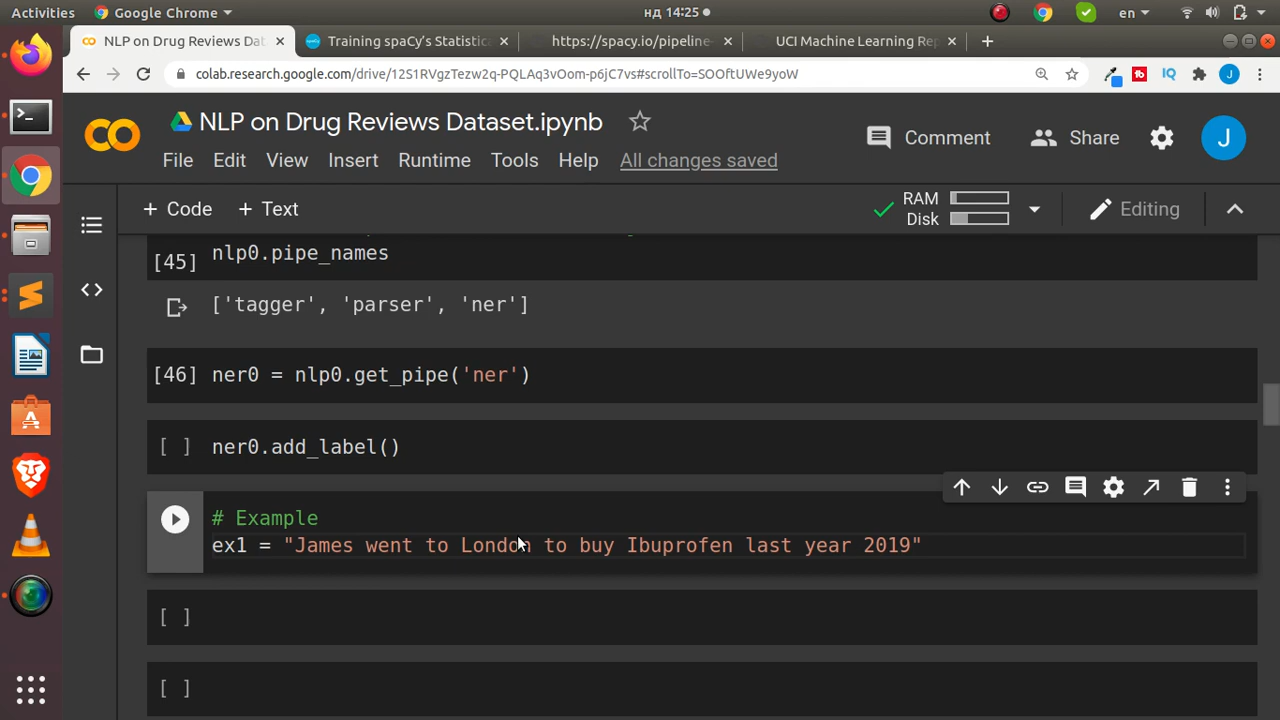 Activities Google Chrome нд 14:25 en
NLP on Drug Reviews Dat Training spaCy's Statistica https://spacy.io/pipeline- UCI Machine Learning Rep
colab.research.google.com/drive/12S1RVgzTezw2q-PQLAq3vOom-p6jC7vs#scrollTo=SOOftUWe9yoW IQ J
NLP on Drug Reviews Dataset.ipynb Comment Share J
File Edit View Insert Runtime Tools Help All changes saved
+ Code + Text RAM Disk Editing
[45] nlp0.pipe_names
['tagger', 'parser', 'ner']
[46] ner0 = nlp0.get_pipe('ner')
[ ] ner0.add_label()
# Example
ex1 = "James went to London to buy Ibuprofen last year 2019"
[ ]
[ ]